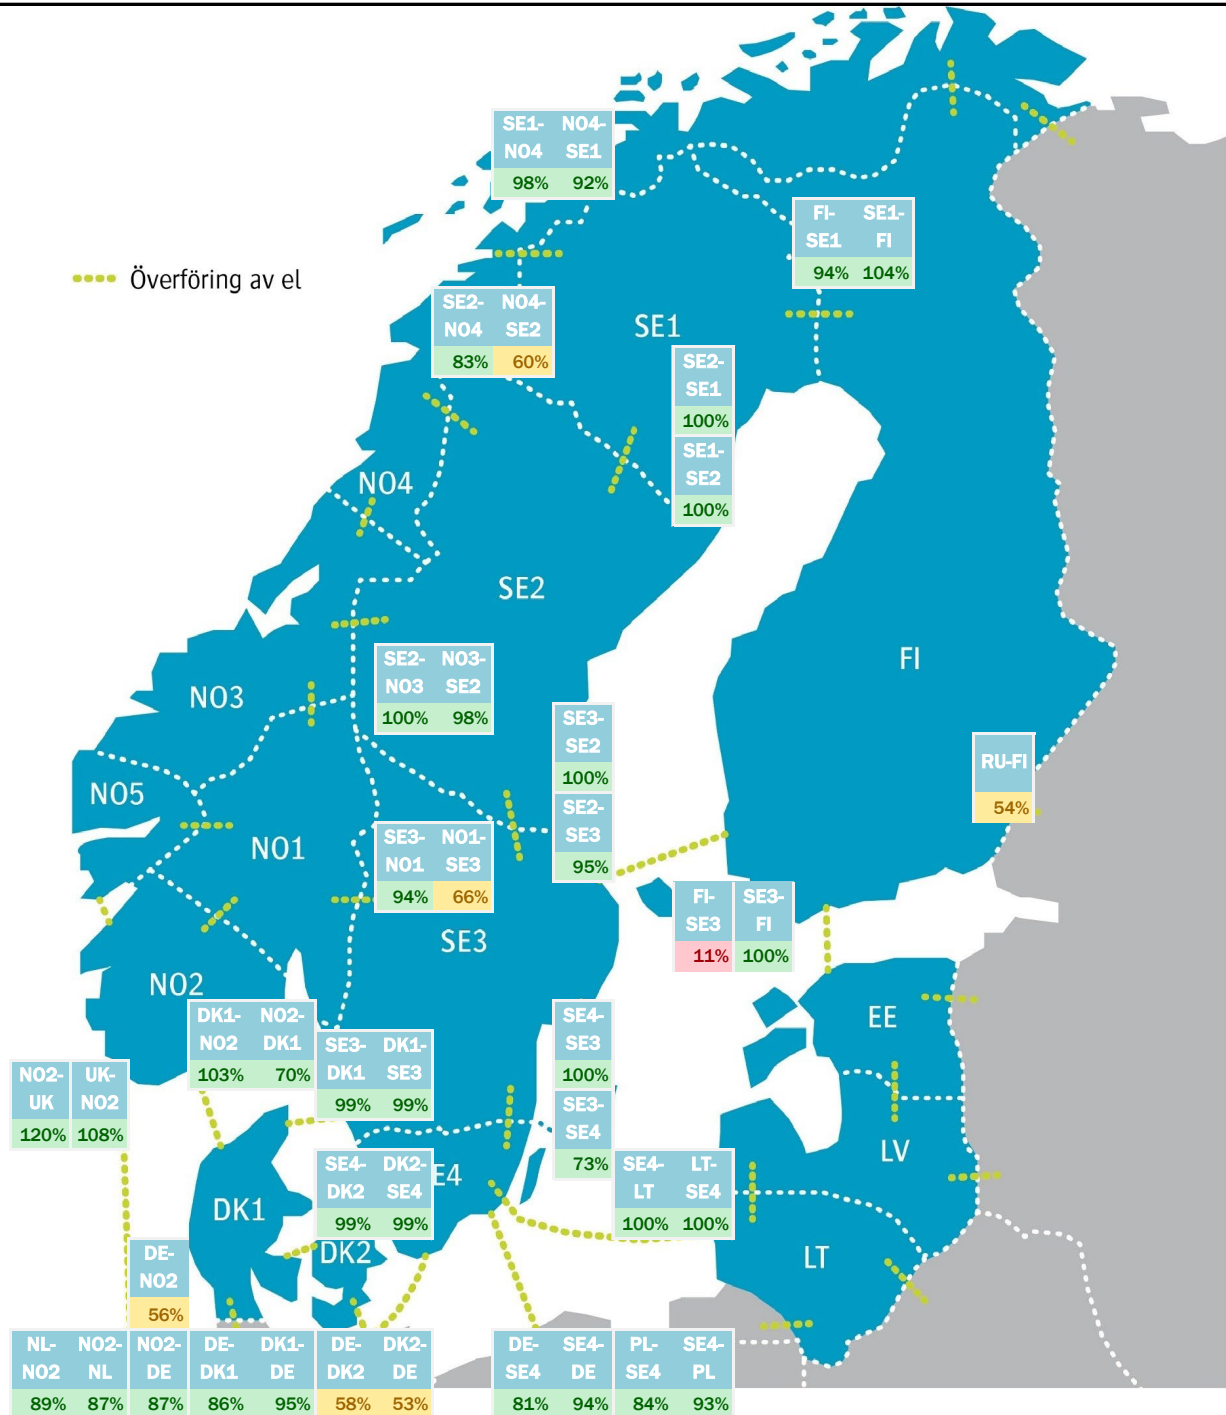 SE1- NO4-
NO4 SE1
98% 92%
FI- SE1-
SE1 FI
94% 104%
Överföring av el
SE2- NO4-
NO4 SE2
83% 60%
SE1
SE2-
SE1
100%
SE1-
SE2
100%
NO4
SE2
FI
SE2- NO3-
NO3 SE2
100% 98%
NO3
SE3-
SE2
100%
SE2-
SE3
95%
RU-FI
54%
NO5
NO1
SE3- NO1-
NO1 SE3
94% 66%
FI- SE3-
SE3 FI
11% 100%
SE3
NO2
EE
DK1- NO2-
NO2 DK1
103% 70%
SE3- DK1-
DK1 SE3
99% 99%
SE4-
SE3
100%
SE3-
SE4
73%
NO2- UK-
UK NO2
120% 108%
LV
SE4- DK2-
DK2 SE4
99% 99%
E4
SE4- LT-
LT SE4
100% 100%
DK1
DK2
LT
DE-
NO2
56%
NL- NO2- NO2- DE- DK1- DE- DK2- DE- SE4- PL- SE4-
NO2 NL DE DK1 DE DK2 DE SE4 DE SE4 PL
89% 87% 87% 86% 95% 58% 53% 81% 94% 84% 93%